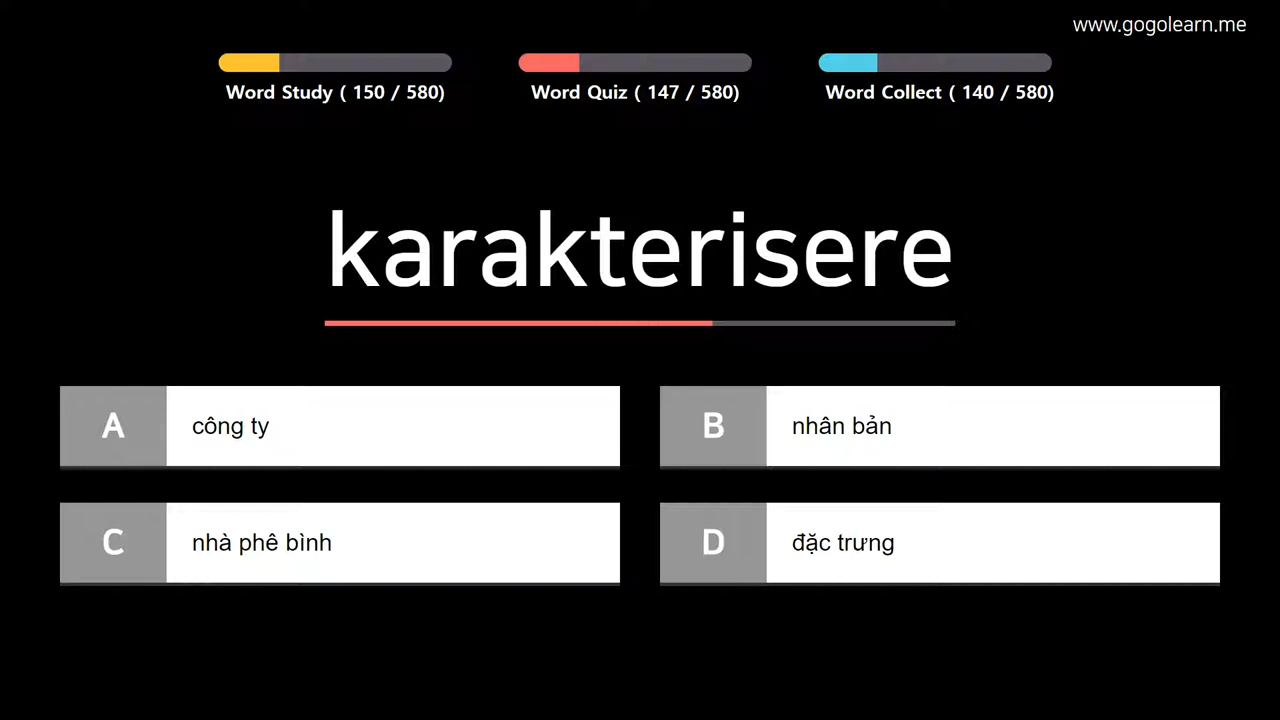 www.gogolearn.me
Word Study ( 150 / 580)
Word Quiz ( 147 / 580)
Word Collect ( 140 / 580)
karakterisere
A công ty
B nhân bản
C nhà phê bình
D đặc trưng